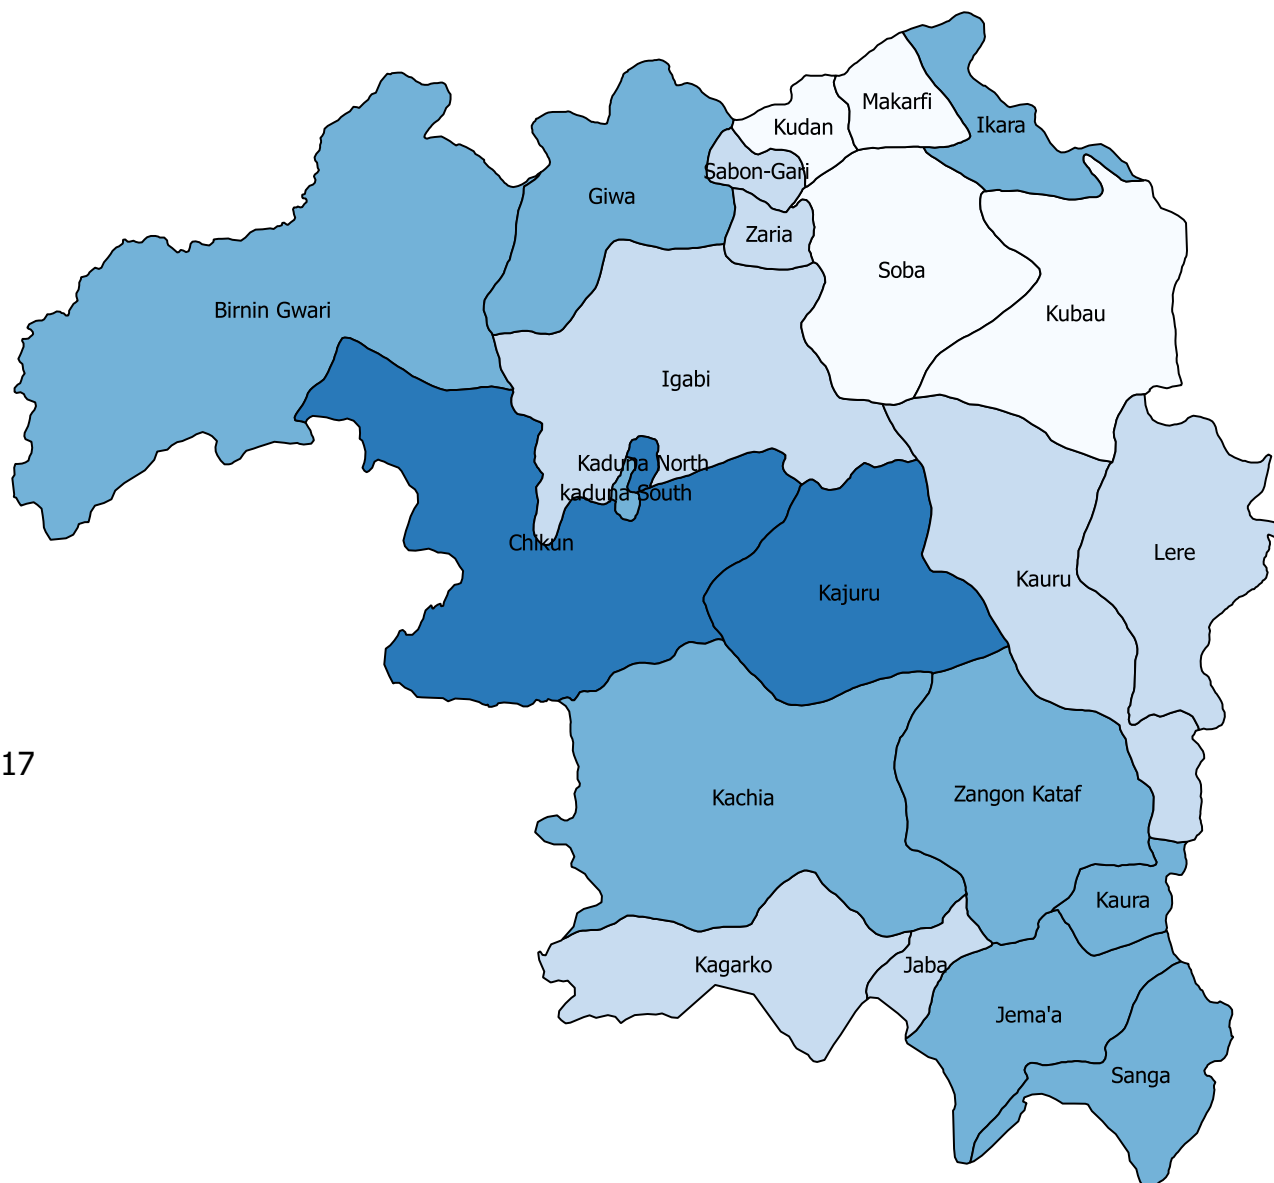 Makarfi
Kudan
Ikara
Sabon-Gari
Giwa
Zaria
Soba
Birnin Gwari
Kubau
Igabi
Kaduna North
kaduna South
Chikun
Lere
Kauru
Kajuru
17
Zangon Kataf
Kachia
Kaura
Kagarko
Jaba
Jema'a
Sanga